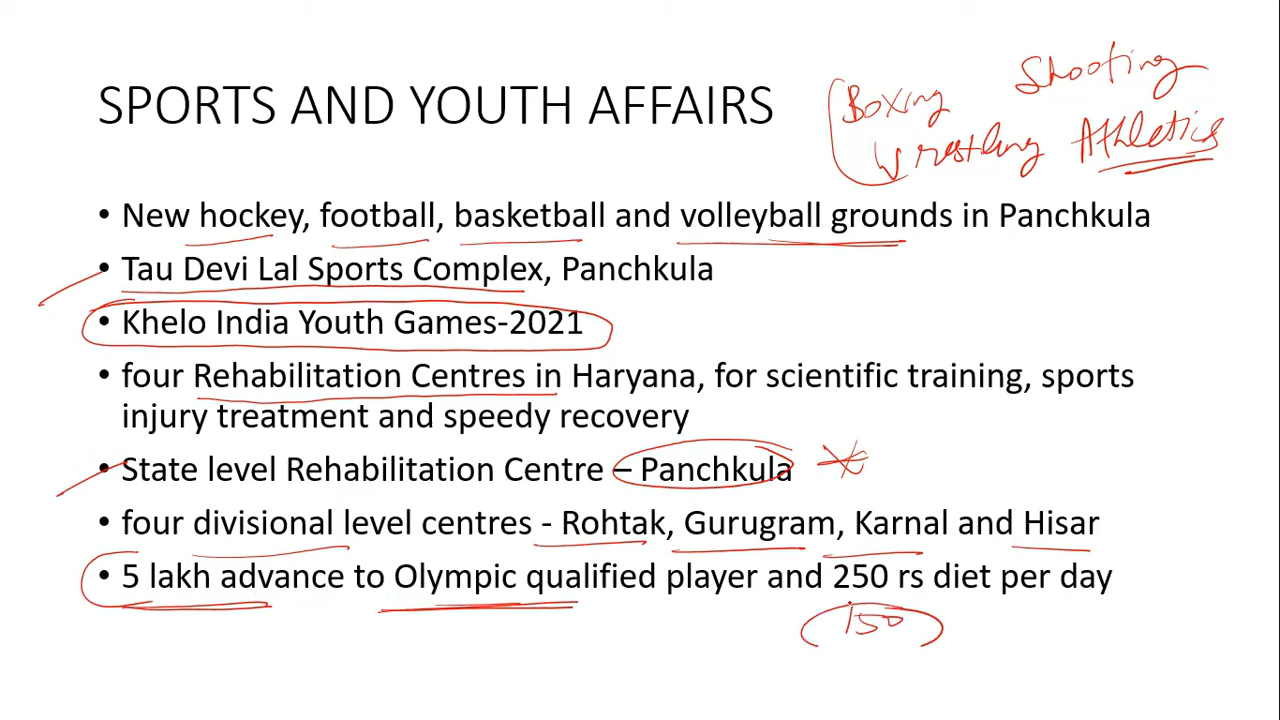 Shooting
Boxing
Wrestling Athletics
SPORTS AND YOUTH AFFAIRS
• New hockey, football, basketball and volleyball grounds in Panchkula
• Tau Devi Lal Sports Complex, Panchkula
• Khelo India Youth Games-2021
• four Rehabilitation Centres in Haryana, for scientific training, sports
injury treatment and speedy recovery
• State level Rehabilitation Centre – Panchkula
• four divisional level centres - Rohtak, Gurugram, Karnal and Hisar
• 5 lakh advance to Olympic qualified player and 250 rs diet per day
150